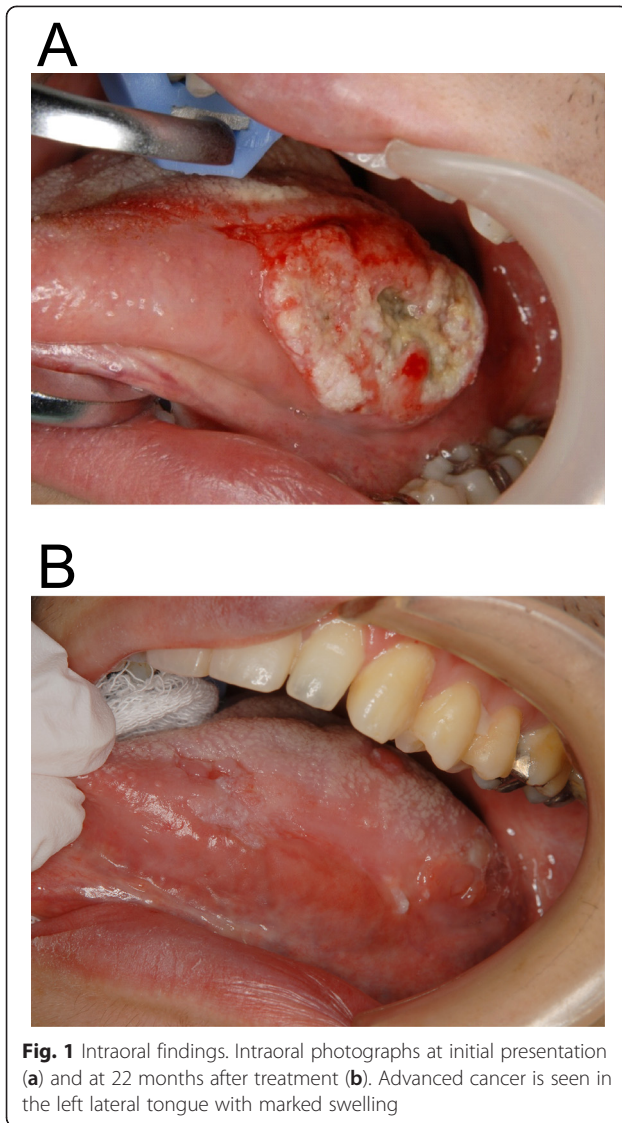 A
B
Fig. 1 Intraoral findings. Intraoral photographs at initial presentation
(a) and at 22 months after treatment (b). Advanced cancer is seen in
the left lateral tongue with marked swelling